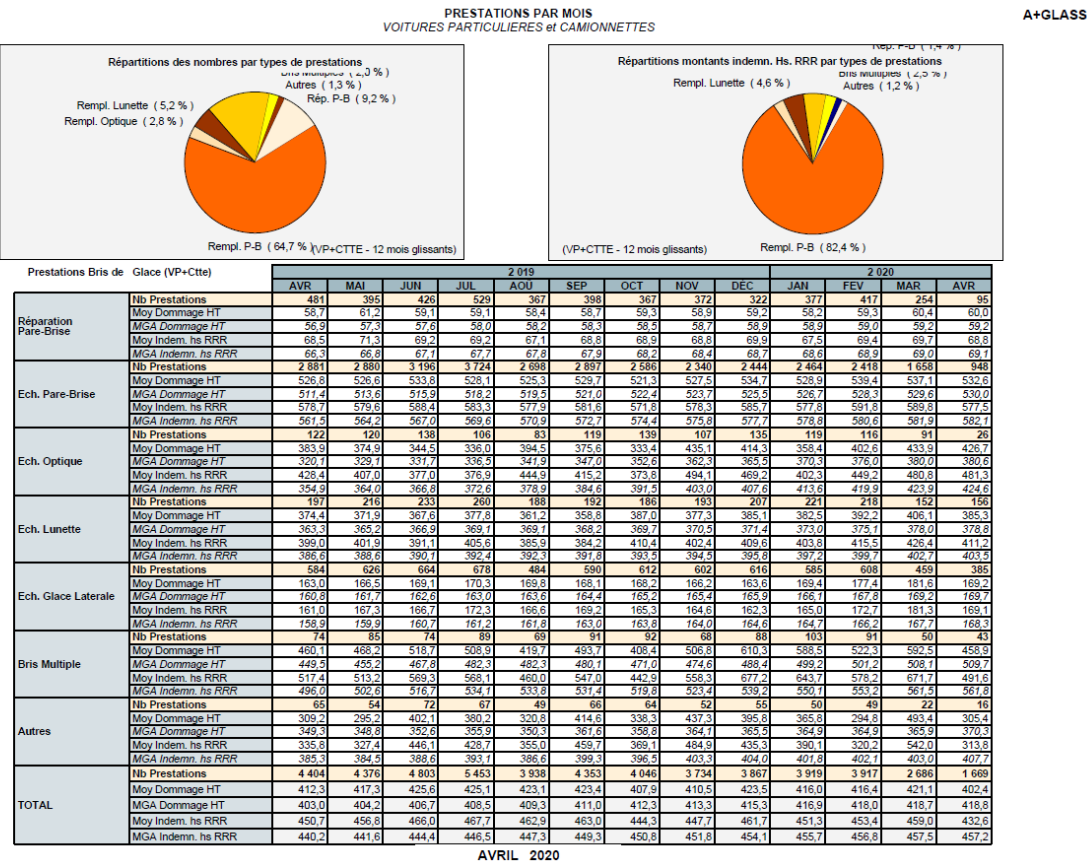 PRESTATIONS PAR MOIS
A+GLASS
VOITURES PARTICULIERES et CAMIONNETTES
Répartitions des nombres par types de prestations
Bris Multiples ( 2,0 % )
Autres ( 1,3 % )
Rempl. Lunette ( 5,2 % )
Rép. P-B ( 9,2 % )
Rempl. Optique ( 2,8 % )
Rempl. P-B ( 64,7 % )
(VP+CTTE - 12 mois glissants)
Rép. P-B ( 1,4 % )
Répartitions montants indemn. Hs. RRR par types de prestations
Bris Multiples ( 2,5 % )
Rempl. Lunette ( 4,6 % )
Autres ( 1,2 % )
(VP+CTTE - 12 mois glissants)
Rempl. P-B ( 82,4 % )
Prestations Bris de Glace (VP+Ctte) 2 019 2 020
AVR MAI JUN JUL AOÛ SEP OCT NOV DÉC JAN FEV MAR AVR
Réparation Pare-Brise
Nb Prestations 481 395 426 529 367 398 367 372 322 377 417 254 95
Moy Dommage HT 58,7 61,2 59,1 59,1 58,4 58,7 59,3 58,9 59,2 58,2 59,3 60,4 60,0
MGA Dommage HT 56,9 57,3 57,6 58,0 58,2 58,3 58,5 58,7 58,9 58,9 59,0 59,2 59,2
Moy Indem. hs RRR 68,5 71,3 69,2 69,2 67,1 68,8 68,9 68,8 69,9 67,5 69,4 69,7 68,8
MGA Indemn. hs RRR 66,3 66,8 67,1 67,7 67,8 67,9 68,2 68,4 68,7 68,6 68,9 69,0 69,1
Ech. Pare-Brise
Nb Prestations 2 881 2 880 3 196 3 724 2 698 2 897 2 586 2 340 2 444 2 464 2 418 1 658 948
Moy Dommage HT 526,8 526,6 533,8 528,1 525,3 529,7 521,3 527,5 534,7 528,9 539,4 537,1 532,6
MGA Dommage HT 511,4 513,6 515,9 518,2 519,5 521,0 522,4 523,7 525,5 526,7 528,3 529,6 530,0
Moy Indem. hs RRR 578,7 579,6 588,4 583,3 577,9 581,6 571,8 578,3 585,7 577,8 591,8 589,8 577,5
MGA Indemn. hs RRR 561,5 564,2 567,0 569,6 570,9 572,7 574,4 575,8 577,7 578,8 580,6 581,9 582,1
Ech. Optique
Nb Prestations 122 120 138 106 83 119 139 107 135 119 116 91 26
Moy Dommage HT 383,9 374,9 344,5 336,0 394,5 375,6 333,4 435,1 414,3 358,4 402,6 433,9 426,7
MGA Dommage HT 320,1 329,1 331,7 336,5 341,9 347,0 352,6 362,3 365,5 370,3 376,0 380,0 380,6
Moy Indem. hs RRR 428,4 407,0 377,0 376,9 444,9 415,2 373,8 494,1 469,2 402,3 449,2 480,8 481,3
MGA Indemn. hs RRR 354,9 364,0 366,8 372,6 378,9 384,6 391,5 403,0 407,6 413,6 419,9 423,9 424,6
Ech. Lunette
Nb Prestations 197 216 233 260 188 192 186 193 207 221 218 152 156
Moy Dommage HT 374,4 371,9 367,6 377,8 361,2 358,8 387,0 377,3 385,1 382,5 392,2 406,1 385,3
MGA Dommage HT 363,3 365,2 366,9 369,1 369,1 368,2 369,7 370,5 371,4 373,0 375,1 378,0 378,8
Moy Indem. hs RRR 399,0 401,9 391,1 405,6 385,9 384,2 410,4 402,4 409,6 403,8 415,5 426,4 411,2
MGA Indemn. hs RRR 386,6 388,6 390,1 392,4 392,3 391,8 393,5 394,5 395,8 397,2 399,7 402,7 403,5
Ech. Glace Laterale
Nb Prestations 584 626 664 678 484 590 612 602 616 585 608 459 385
Moy Dommage HT 163,0 166,5 169,1 170,3 169,8 168,1 168,2 166,2 163,6 169,4 177,4 181,6 169,2
MGA Dommage HT 160,8 161,7 162,6 163,0 163,6 164,4 165,2 165,4 165,9 166,1 167,8 169,2 169,7
Moy Indem. hs RRR 161,0 167,3 166,7 172,3 166,6 169,2 165,3 164,6 162,3 165,0 172,7 181,3 169,1
MGA Indemn. hs RRR 158,9 159,9 160,7 161,2 161,8 163,0 163,8 164,0 164,6 164,7 166,2 167,7 168,3
Bris Multiple
Nb Prestations 74 85 74 89 69 91 92 68 88 103 91 50 43
Moy Dommage HT 460,1 468,2 518,7 508,9 419,7 493,7 408,4 506,8 610,3 588,5 522,3 592,5 458,9
MGA Dommage HT 449,5 455,2 467,8 482,3 482,3 480,1 471,0 474,6 488,4 499,2 501,2 508,1 509,7
Moy Indem. hs RRR 517,4 513,2 569,3 568,1 460,0 547,0 442,9 558,3 677,2 643,7 578,2 671,7 491,6
MGA Indemn. hs RRR 496,0 502,6 516,7 534,1 533,8 531,4 519,8 523,4 539,2 550,1 553,2 561,5 561,8
Autres
Nb Prestations 65 54 72 67 49 66 64 52 55 50 49 22 16
Moy Dommage HT 309,2 295,2 402,1 380,2 320,8 414,6 338,3 437,3 395,8 365,8 294,8 493,4 305,4
MGA Dommage HT 349,3 348,8 352,6 355,9 350,3 361,6 358,8 364,1 365,5 364,9 364,9 365,9 370,3
Moy Indem. hs RRR 335,8 327,4 446,1 428,7 355,0 459,7 369,1 484,9 435,3 390,1 320,2 542,0 313,8
MGA Indemn. hs RRR 385,3 384,5 388,6 393,1 386,6 399,3 396,5 403,3 404,0 401,8 402,1 403,0 407,7
TOTAL
Nb Prestations 4 404 4 376 4 803 5 453 3 938 4 353 4 046 3 734 3 867 3 919 3 917 2 686 1 669
Moy Dommage HT 412,3 417,3 425,6 425,1 423,1 423,4 407,9 410,5 423,5 416,0 416,4 421,1 402,4
MGA Dommage HT 403,0 404,2 406,7 408,5 409,3 411,0 412,3 413,3 415,3 416,9 418,0 418,7 418,8
Moy Indem. hs RRR 450,7 456,8 466,0 467,7 462,9 463,0 444,3 447,7 461,7 451,3 453,4 459,0 432,6
MGA Indemn. hs RRR 440,2 441,6 444,4 446,5 447,3 449,3 450,8 451,8 454,1 455,7 456,8 457,5 457,2
AVRIL 2020